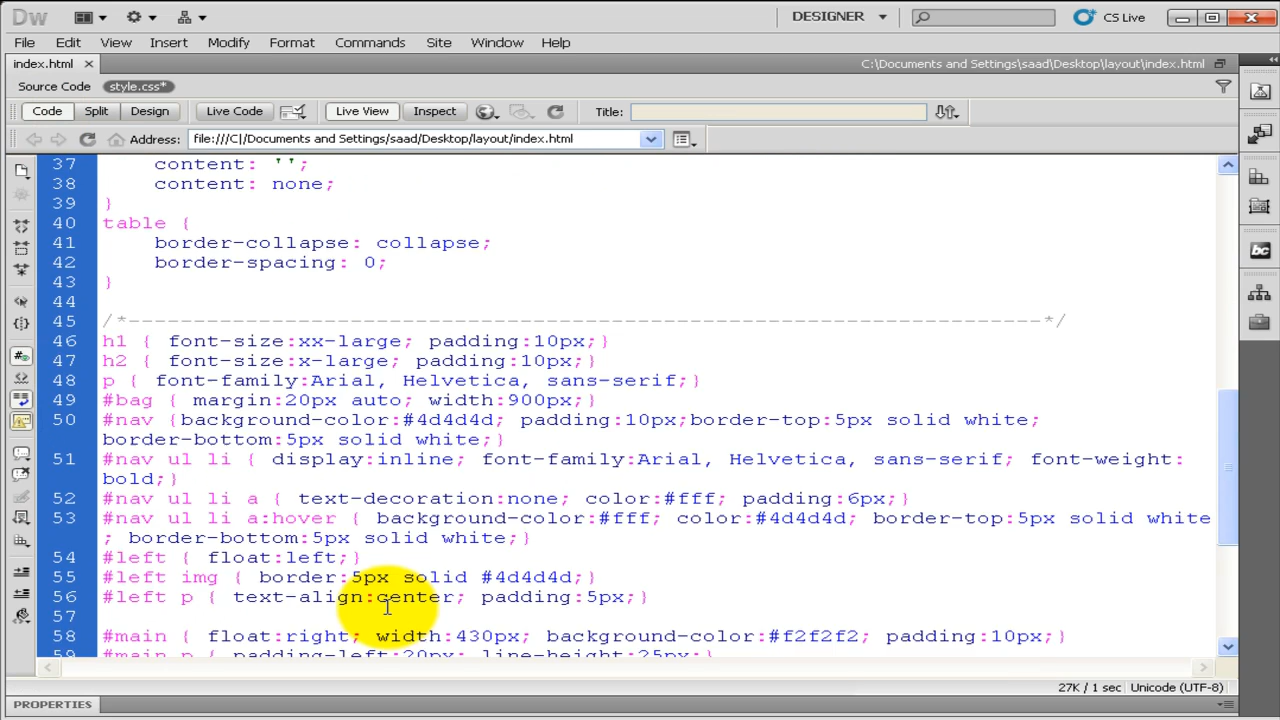 Dw DESIGNER CS Live
File Edit View Insert Modify Format Commands Site Window Help
index.html C:\Documents and Settings\saad\Desktop\layout\index.html
Source Code style.css*
Code Split Design Live Code Live View Inspect Title:
Address: file:///C|/Documents and Settings/saad/Desktop/layout/index.html
37 content: '';
38 content: none;
39 }
40 table {
41 border-collapse: collapse;
42 border-spacing: 0;
43 }
44
45 /*----------------------------------------------------------------------*/
46 h1 { font-size:xx-large; padding:10px;}
47 h2 { font-size:x-large; padding:10px;}
48 p { font-family:Arial, Helvetica, sans-serif;}
49 #bag { margin:20px auto; width:900px;}
50 #nav {background-color:#4d4d4d; padding:10px;border-top:5px solid white;
border-bottom:5px solid white;}
51 #nav ul li { display:inline; font-family:Arial, Helvetica, sans-serif; font-weight:
bold;}
52 #nav ul li a { text-decoration:none; color:#fff; padding:6px;}
53 #nav ul li a:hover { background-color:#fff; color:#4d4d4d; border-top:5px solid white
; border-bottom:5px solid white;}
54 #left { float:left;}
55 #left img { border:5px solid #4d4d4d;}
56 #left p { text-align:center; padding:5px;}
57
58 #main { float:right; width:430px; background-color:#f2f2f2; padding:10px;}
59 #main p { padding-left:20px; line-height:25px;}
27K / 1 sec Unicode (UTF-8)
PROPERTIES